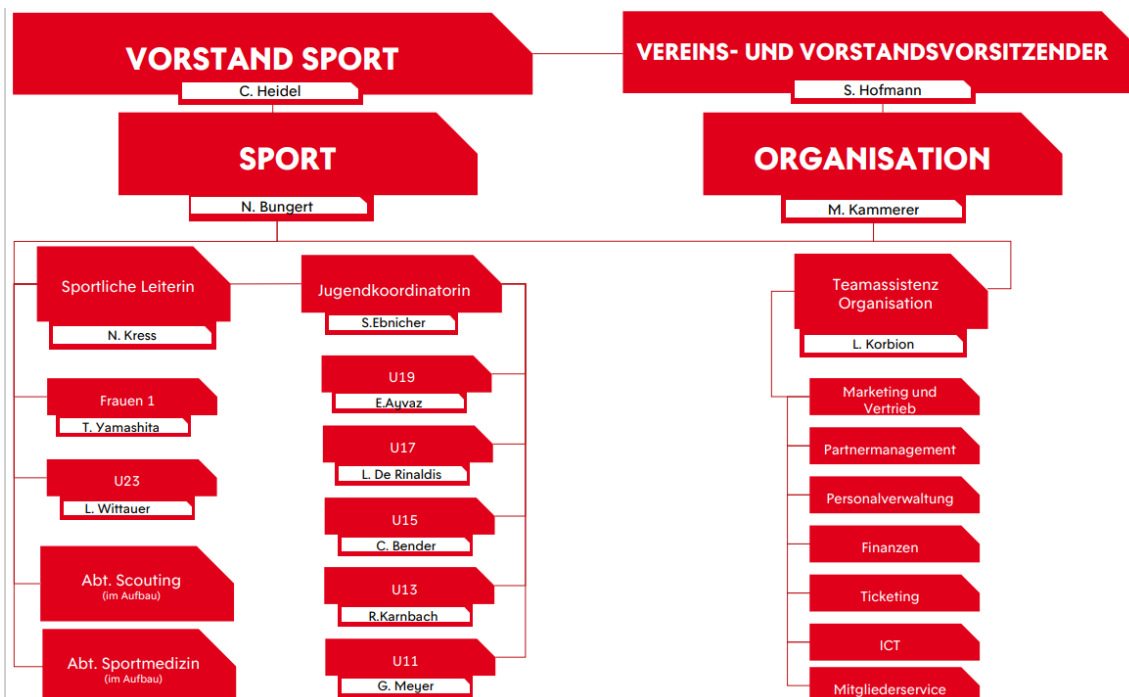 VORSTAND SPORT
C. Heidel
VEREINS- UND VORSTANDSVORSITZENDER
S. Hofmann
SPORT
N. Bungert
ORGANISATION
M. Kammerer
Sportliche Leiterin
N. Kress
Frauen 1
T. Yamashita
U23
L. Wittauer
Abt. Scouting
(im Aufbau)
Abt. Sportmedizin
(im Aufbau)
Jugendkoordinatorin
S.Ebnicher
U19
E.Ayvaz
U17
L. De Rinaldis
U15
C. Bender
U13
R.Karnbach
U11
G. Meyer
Teamassistenz
Organisation
L. Korbion
Marketing und
Vertrieb
Partnermanagement
Personalverwaltung
Finanzen
Ticketing
ICT
Mitgliederservice